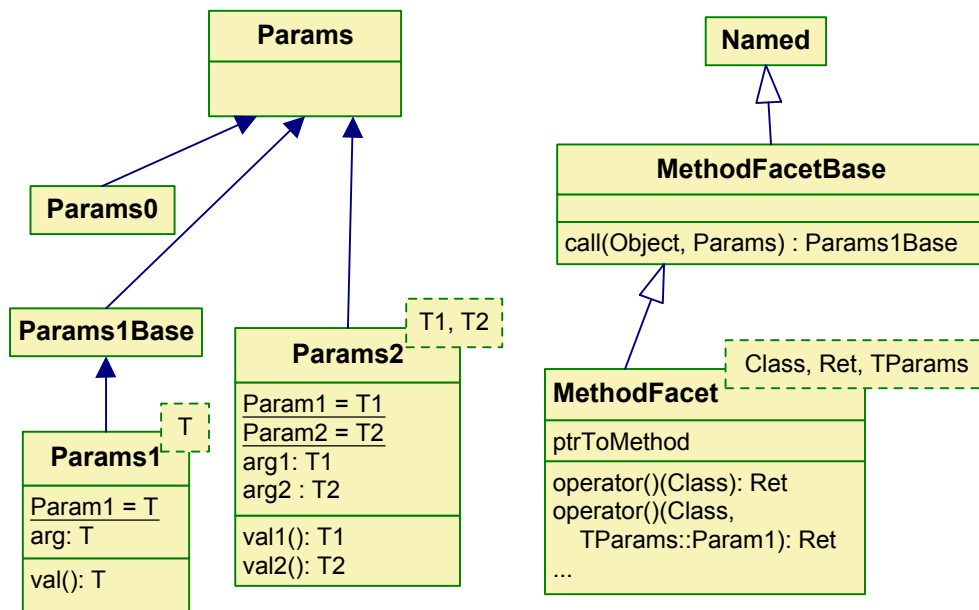 Params
Params0
Params1Base
T
Params1
Param1 = T
arg: T
val(): T
T1, T2
Params2
Param1 = T1
Param2 = T2
arg1: T1
arg2 : T2
val1(): T1
val2(): T2
Named
MethodFacetBase
call(Object, Params) : Params1Base
Class, Ret, TParams
MethodFacet
ptrToMethod
operator()(Class): Ret
operator()(Class,
TParams::Param1): Ret
...